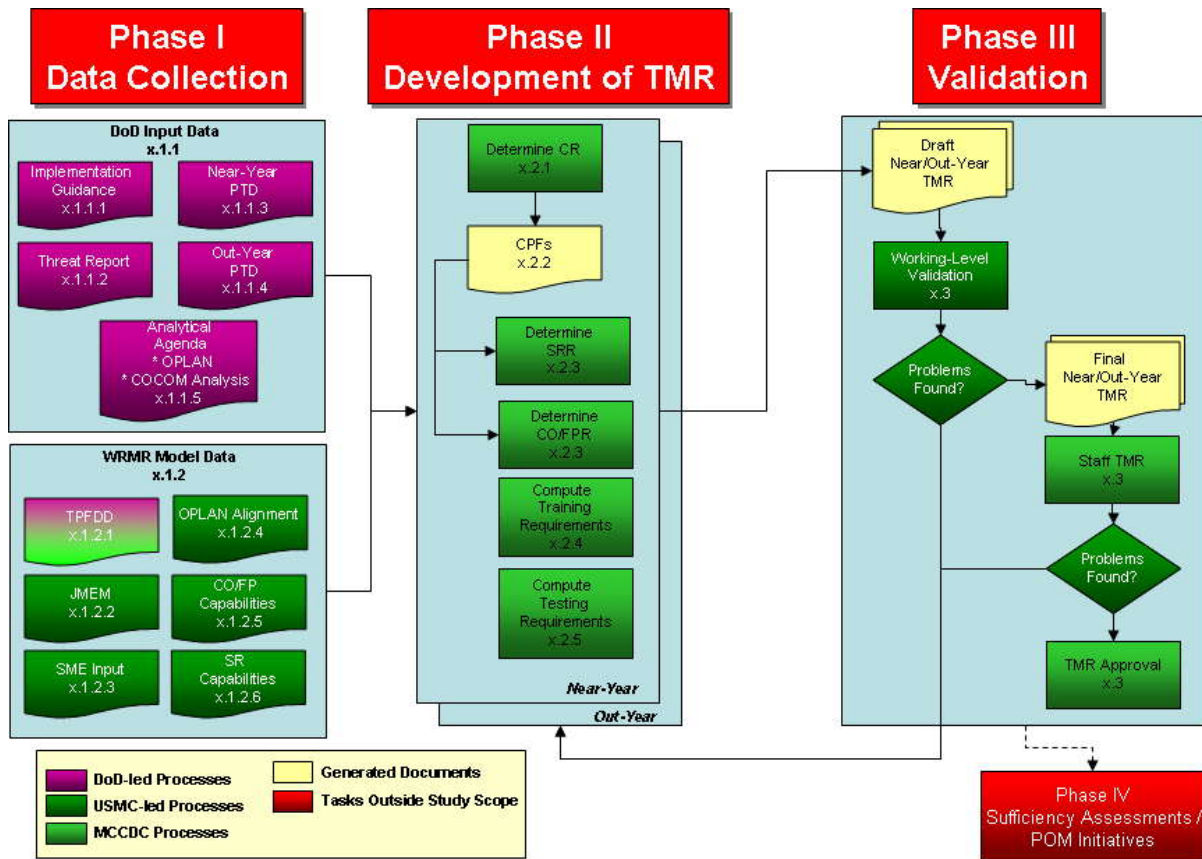 Phase I
Data Collection
Phase II
Development of TMR
Phase III
Validation
DoD Input Data
x.1.1
Implementation
Guidance
x.1.1.1
Near-Year
PTD
x.1.1.3
Threat Report
x.1.1.2
Out-Year
PTD
x.1.1.4
Analytical
Agenda
* OPLAN
* COCOM Analysis
x.1.1.5
WRMR Model Data
x.1.2
TPFDD
x.1.2.1
OPLAN Alignment
x.1.2.4
JMEM
x.1.2.2
CO/FP
Capabilities
x.1.2.5
SME Input
x.1.2.3
SR
Capabilities
x.1.2.6
Determine CR
x.2.1
CPFs
x.2.2
Determine
SRR
x.2.3
Determine
CO/FPR
x.2.3
Compute
Training
Requirements
x.2.4
Compute
Testing
Requirements
x.2.5
Near-Year
Out-Year
Draft
Near/Out-Year
TMR
Working-Level
Validation
x.3
Problems
Found?
Final
Near/Out-Year
TMR
Staff TMR
x.3
Problems
Found?
TMR Approval
x.3
Phase IV
Sufficiency Assessments /
POM Initiatives
DoD-led Processes
USMC-led Processes
MCCDC Processes
Generated Documents
Tasks Outside Study Scope